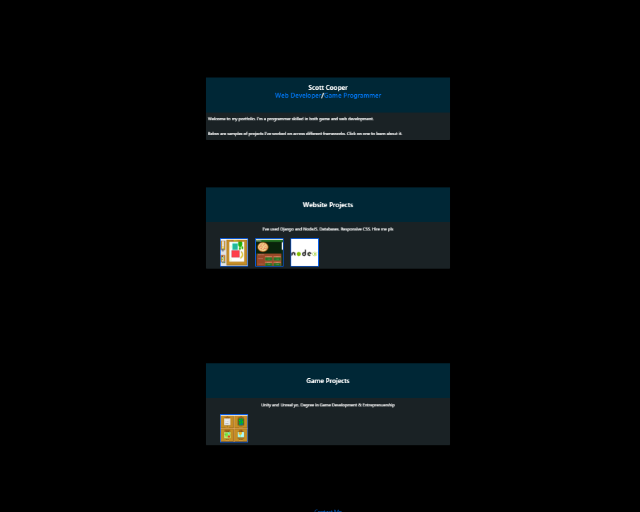 Scott Cooper
Web Developer/Game Programmer
Welcome to my portfolio. I'm a programmer skilled in both game and web development.
Below are samples of projects I've worked on across different frameworks. Click on one to learn about it.
Website Projects
I've used Django and NodeJS. Databases. Responsive CSS. Hire me pls
node
Game Projects
Unity and Unreal yo. Degree in Game Development & Entrepreneurship